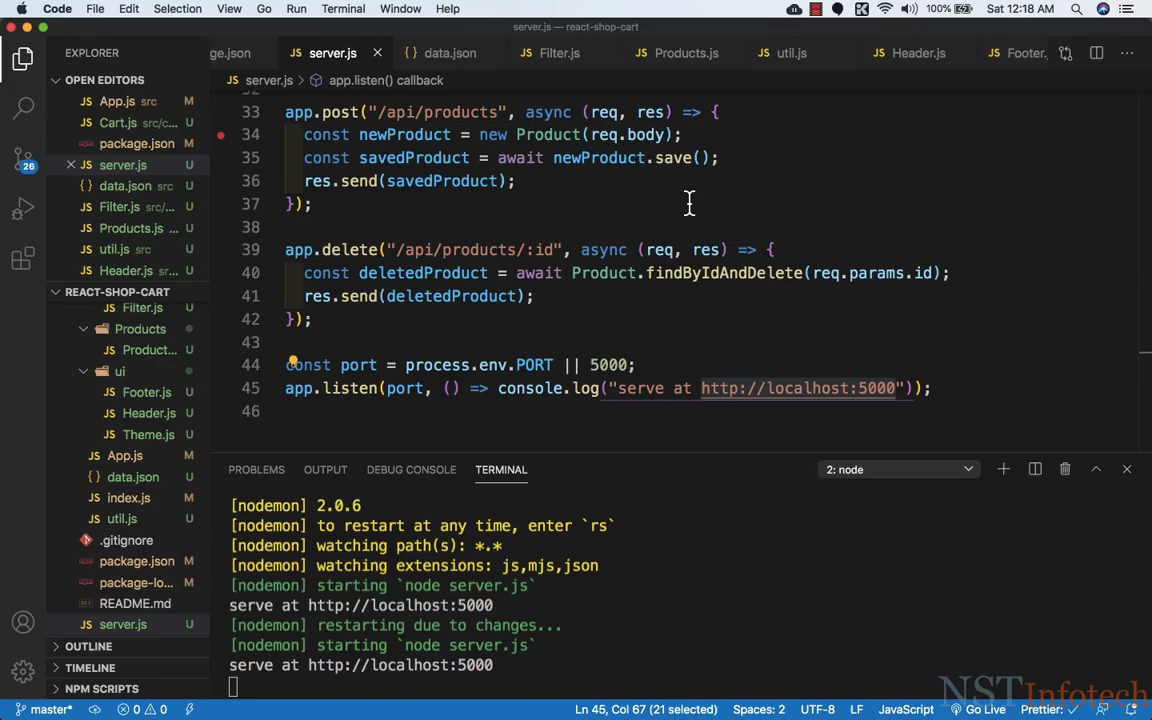 Code File Edit Selection View Go Run Terminal Window Help 100% Sat 12:18 AM
server.js — react-shop-cart
EXPLORER
ge.json server.js data.json Filter.js Products.js util.js Header.js Footer.
server.js > app.listen() callback
OPEN EDITORS
App.js src M
Cart.js src/c... U
package.json M
server.js U
data.json src U
Filter.js src/... U
Products.js ... U
util.js src U
Header.js sr... U
26
REACT-SHOP-CART
Filter.js U
Products
Product... U
ui
Footer.js U
Header.js U
Theme.js U
App.js M
data.json U
index.js M
util.js U
.gitignore
package.json M
package-lo... M
README.md
server.js U
OUTLINE
TIMELINE
NPM SCRIPTS
32
33 app.post("/api/products", async (req, res) => {
34 const newProduct = new Product(req.body);
35 const savedProduct = await newProduct.save();
36 res.send(savedProduct);
37 });
38
39 app.delete("/api/products/:id", async (req, res) => {
40 const deletedProduct = await Product.findByIdAndDelete(req.params.id);
41 res.send(deletedProduct);
42 });
43
44 const port = process.env.PORT || 5000;
45 app.listen(port, () => console.log("serve at http://localhost:5000"));
46
PROBLEMS OUTPUT DEBUG CONSOLE TERMINAL 2: node
[nodemon] 2.0.6
[nodemon] to restart at any time, enter `rs`
[nodemon] watching path(s): *.*
[nodemon] watching extensions: js,mjs,json
[nodemon] starting `node server.js`
serve at http://localhost:5000
[nodemon] restarting due to changes...
[nodemon] starting `node server.js`
serve at http://localhost:5000
NSTInfotech
master* 0 0 Ln 45, Col 67 (21 selected) Spaces: 2 UTF-8 LF JavaScript Go Live Prettier: ✓